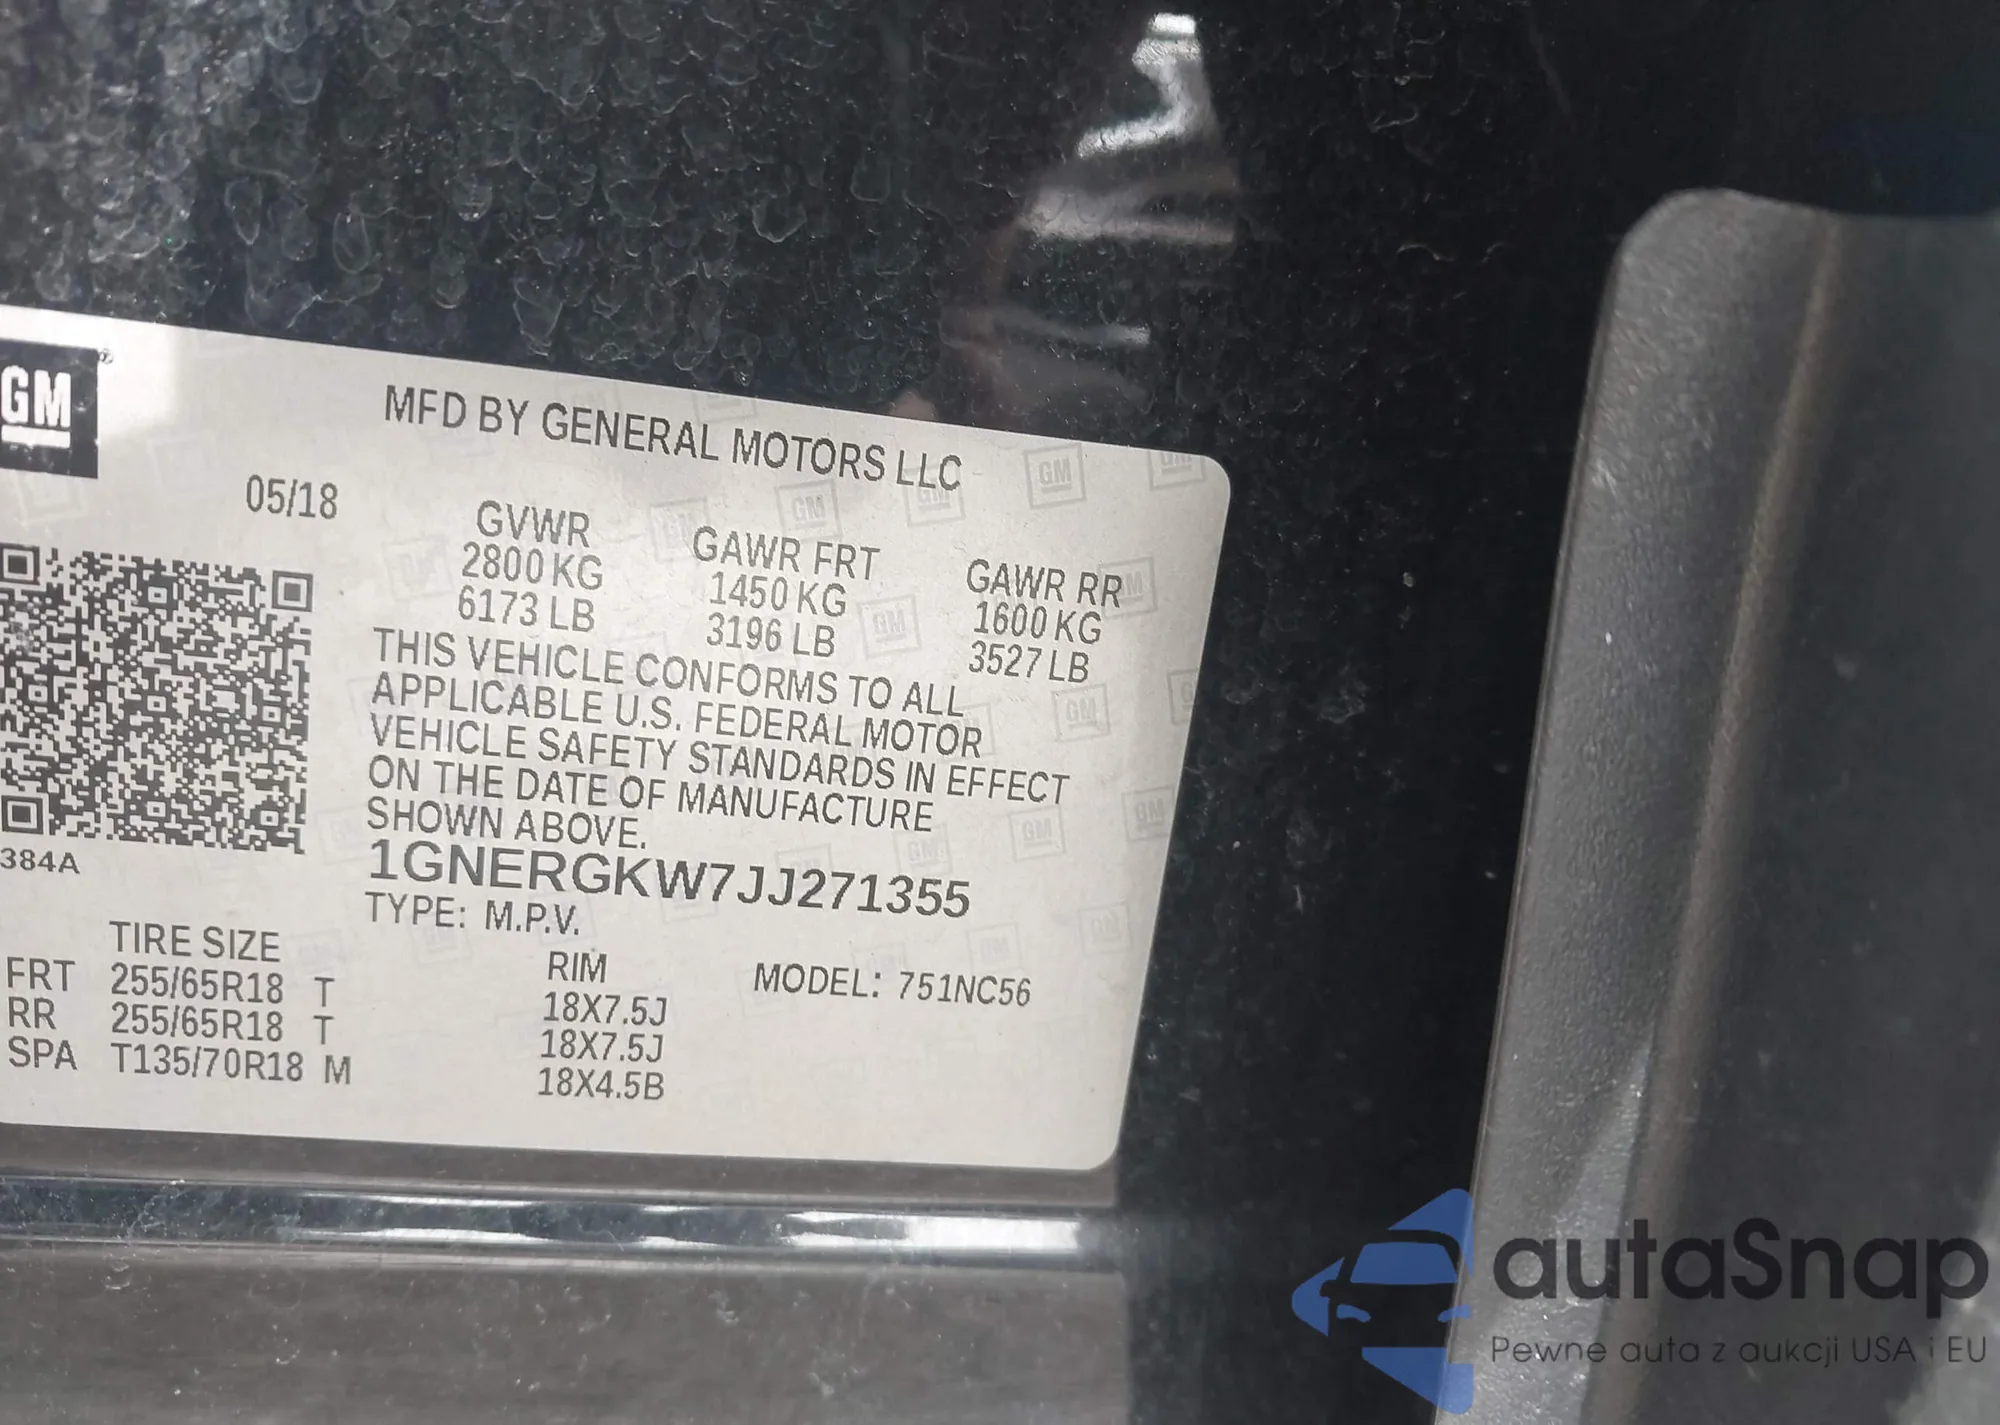 GM
MFD BY GENERAL MOTORS LLC
05/18
GVWR GAWR FRT GAWR RR
2800 KG 1450 KG 1600 KG
6173 LB 3196 LB 3527 LB
THIS VEHICLE CONFORMS TO ALL
APPLICABLE U.S. FEDERAL MOTOR
VEHICLE SAFETY STANDARDS IN EFFECT
ON THE DATE OF MANUFACTURE
SHOWN ABOVE.
384A
1GNERGKW7JJ271355
TYPE: M.P.V.
TIRE SIZE RIM MODEL: 751NC56
FRT 255/65R18 T 18X7.5J
RR 255/65R18 T 18X7.5J
SPA T135/70R18 M 18X4.5B
autaSnap
Pewne auta z aukcji USA i EU